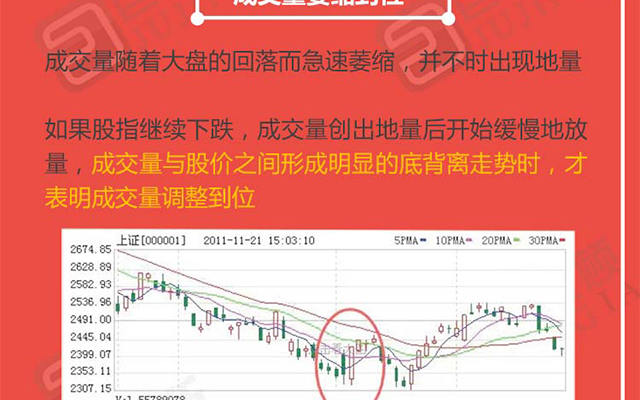 成交量萎缩到位
成交量随着大盘的回落而急速萎缩，并不时出现地量
如果股指继续下跌，成交量创出地量后开始缓慢地放
量，成交量与股价之间形成明显的底背离走势时，才
表明成交量调整到位
上证[000001] 2011-11-21 15:03:10 5PMA 10PMA 20PMA 30PMA
2674.85
2628.89
2582.93
2536.96
2491.00
2445.04
2399.07
2353.11
2307.15